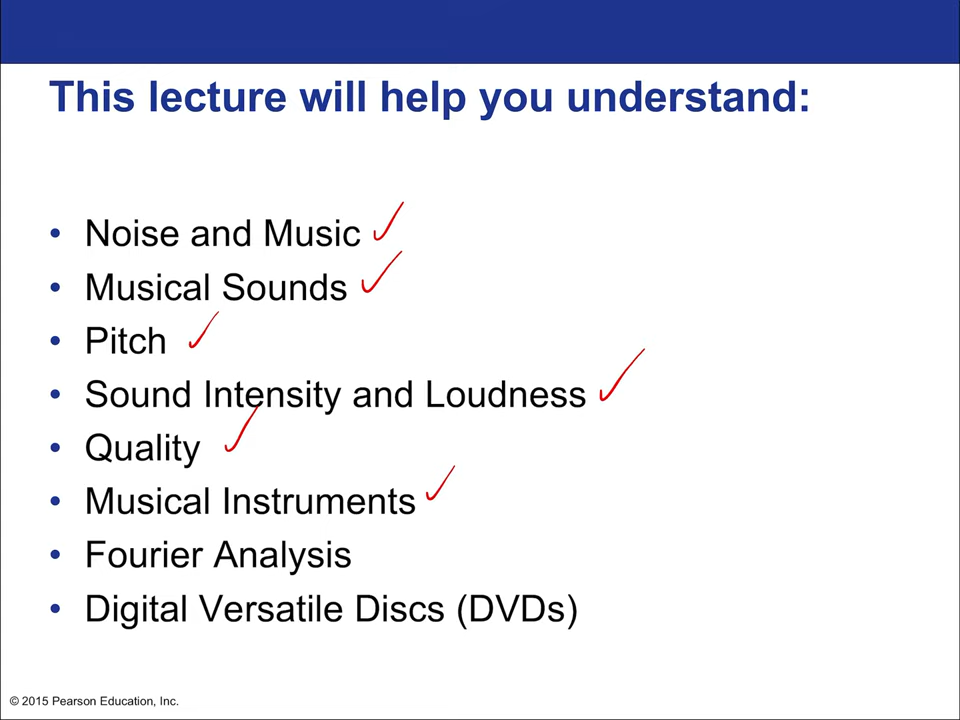 This lecture will help you understand:
• Noise and Music ✓
• Musical Sounds ✓
• Pitch ✓
• Sound Intensity and Loudness ✓
• Quality ✓
• Musical Instruments ✓
• Fourier Analysis
• Digital Versatile Discs (DVDs)
© 2015 Pearson Education, Inc.